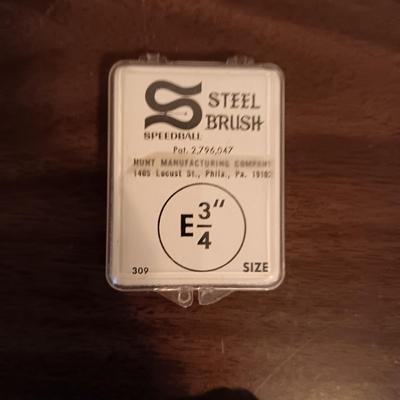 STEEL
BRUSH
SPEEDBALL
Pat. 2,796,047
HUNT MANUFACTURING COMPANY
1405 Locust St., Phila., Pa. 19102
E 3/4"
309
SIZE